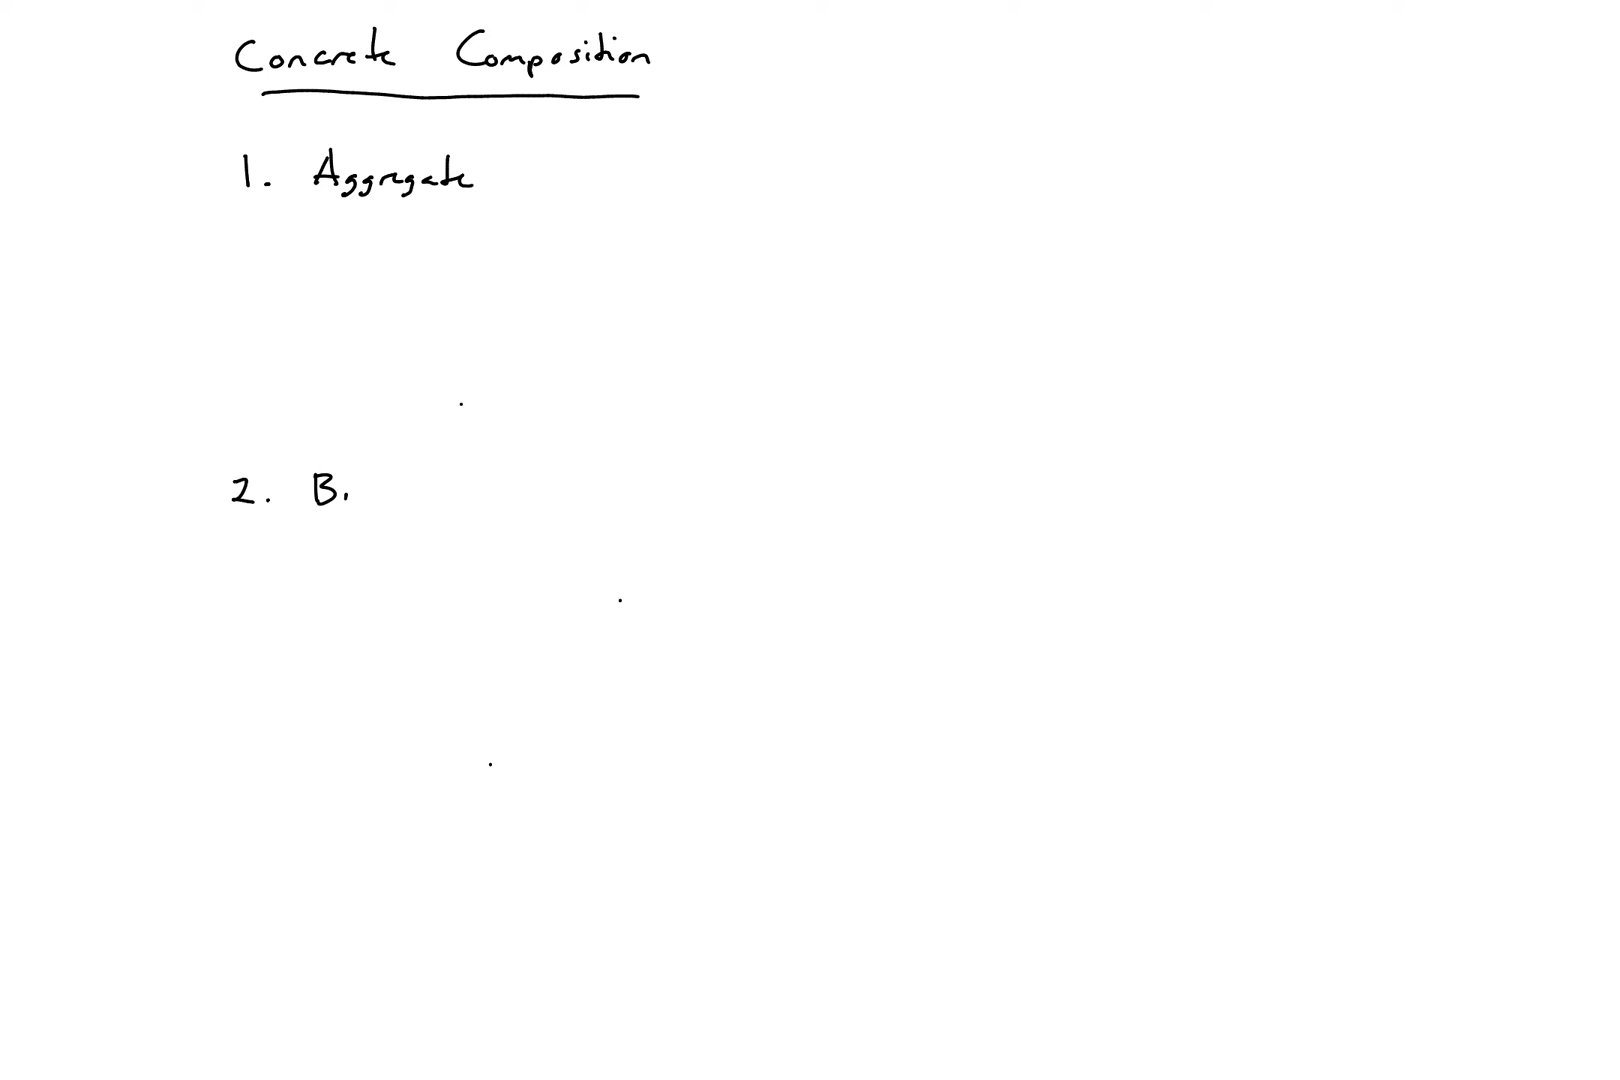 Concrete Composition
1. Aggregate
2. B.